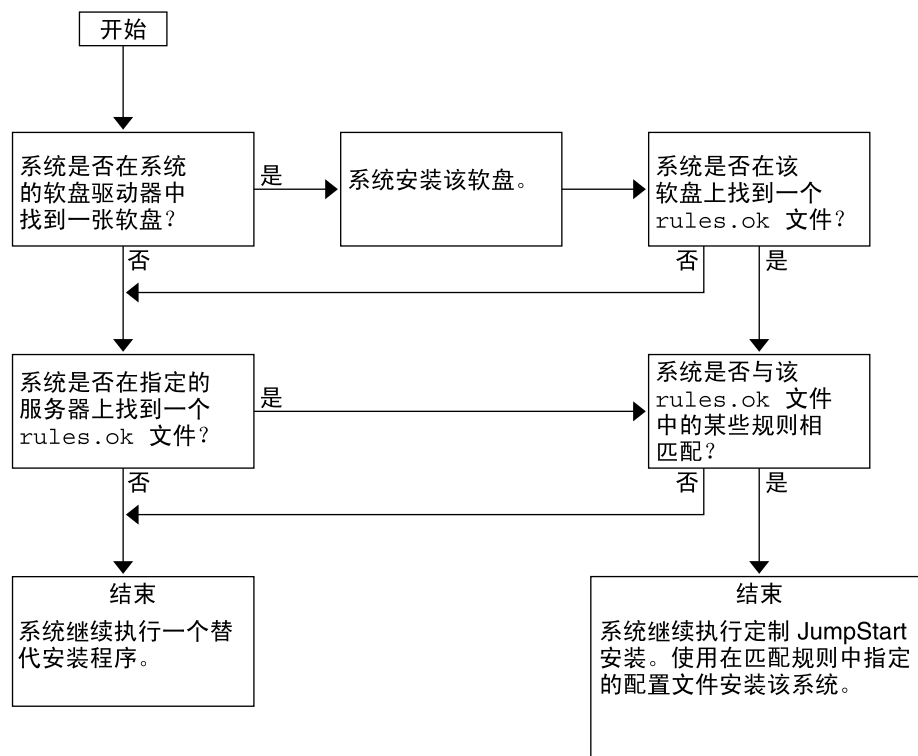 开始
系统是否在系统
的软盘驱动器中
找到一张软盘？
是
系统安装该软盘。
系统是否在该
软盘上找到一个
rules.ok 文件？
否
否
是
系统是否在指定的
服务器上找到一个
rules.ok 文件？
是
系统是否与该
rules.ok 文件
中的某些规则相
匹配？
否
否
是
结束
系统继续执行一个替
代安装程序。
结束
系统继续执行定制 JumpStart
安装。使用在匹配规则中指定
的配置文件安装该系统。